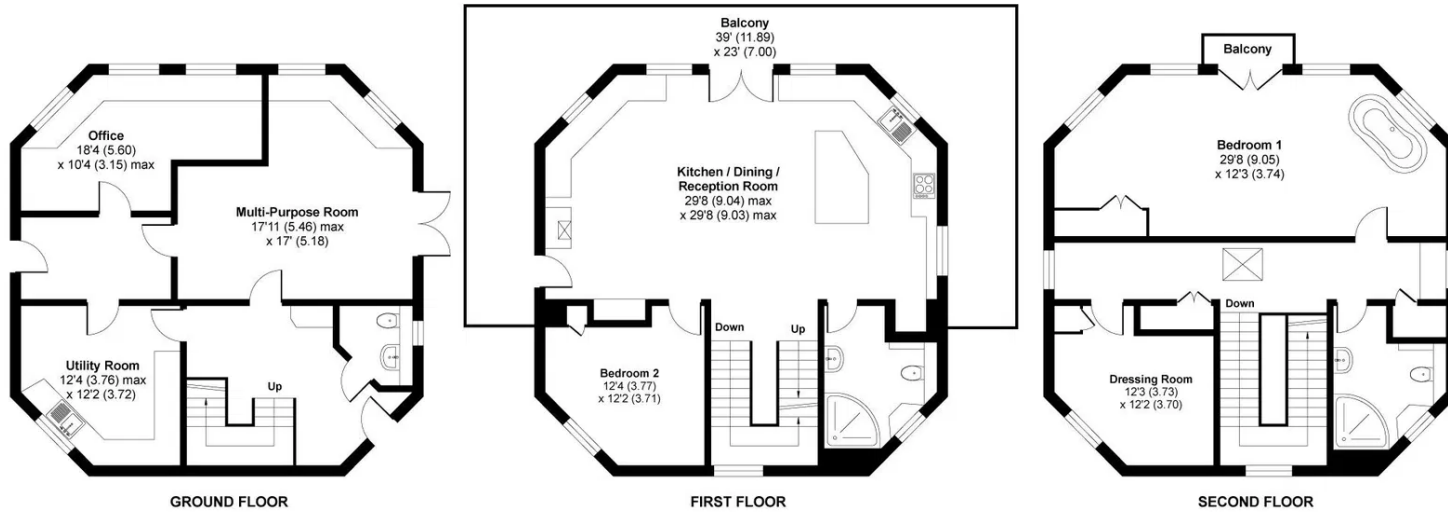 Office
18'4 (5.60)
x 10'4 (3.15) max
Multi-Purpose Room
17'11 (5.46) max
x 17' (5.18)
Utility Room
12'4 (3.76) max
x 12'2 (3.72)
Up
GROUND FLOOR
Balcony
39' (11.89)
x 23' (7.00)
Kitchen / Dining /
Reception Room
29'8 (9.04) max
x 29'8 (9.03) max
Down
Up
Bedroom 2
12'4 (3.77)
x 12'2 (3.71)
FIRST FLOOR
Balcony
Bedroom 1
29'8 (9.05)
x 12'3 (3.74)
Down
Dressing Room
12'3 (3.73)
x 12'2 (3.70)
SECOND FLOOR